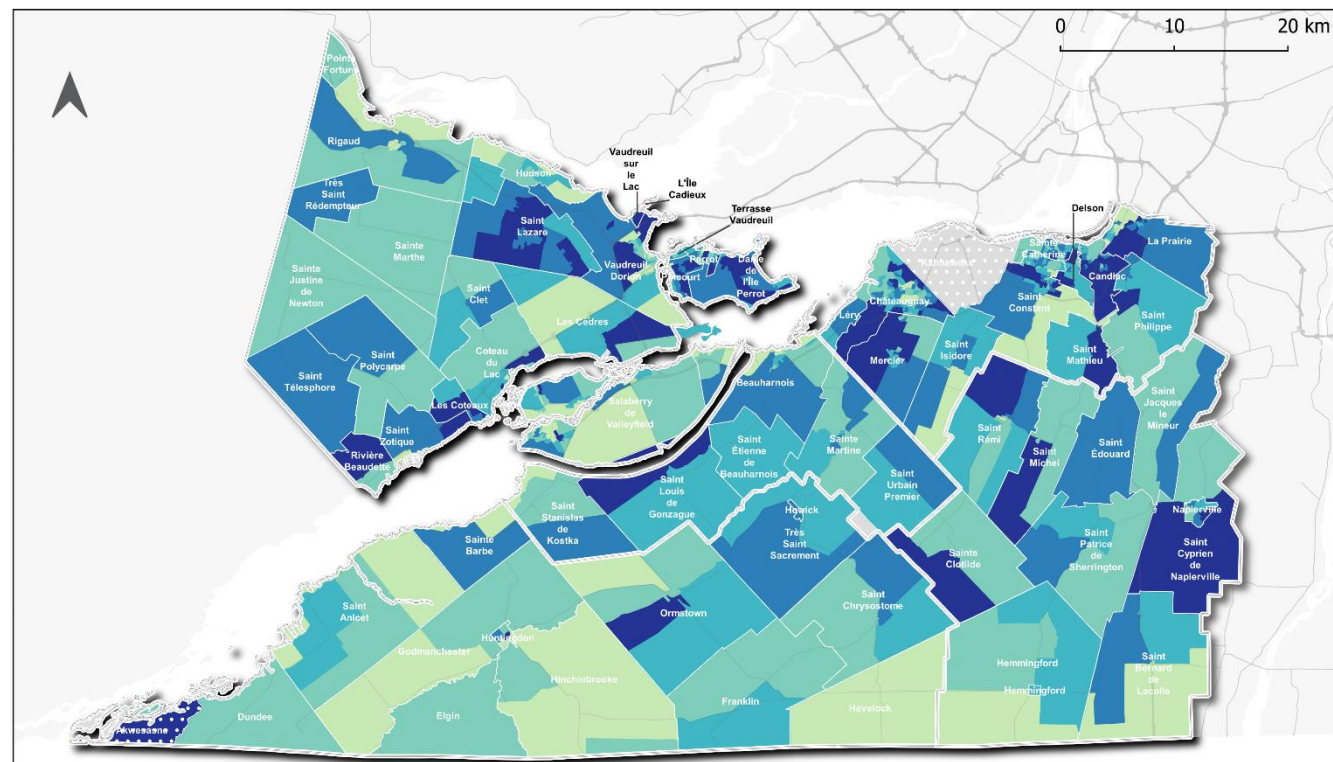 0 10 20 km
Pointe
Fortune
Rigaud
Très
Saint
Rédempteur
Hudson
Vaudreuil
sur
le
Lac
L'Île
Cadieux
Terrasse
Vaudreuil
Delson
Saint
Lazare
Sainte
Marthe
Vaudreuil
Dorion
Perrot
Dame
de
l'Île
Perrot
Sainte
Catherine
La Prairie
Candiac
Châteauguay
Sainte
Justine
de
Newton
Saint
Clet
Les Cèdres
Léry
Saint
Constant
Saint
Philippe
Mercier
Saint
Isidore
Saint
Mathieu
Coteau
du
Lac
Saint
Polycarpe
Saint
Télesphore
Beauharnois
Salaberry
de
Valleyfield
Saint
Jacques
le
Mineur
Les Coteaux
Saint
Zotique
Rivière
Beaudette
Saint
Étienne
de
Beauharnois
Sainte
Martine
Saint
Rémi
Saint
Michel
Saint
Édouard
Saint
Urbain
Premier
Saint
Louis
de
Gonzague
Saint
Stanislas
de
Kostka
Howick
Très
Saint
Sacrement
Napierville
Saint
Cyprien
de
Napierville
Sainte
Barbe
Sainte
Clotilde
Saint
Patrice
de
Sherrington
Saint
Chrysostome
Saint
Anicet
Ormstown
Huntingdon
Godmanchester
Hinchinbrooke
Hemmingford
Hemmingford
Saint
Bernard
de
Lacolle
Franklin
Havelock
Elgin
Dundee
Akwesasne